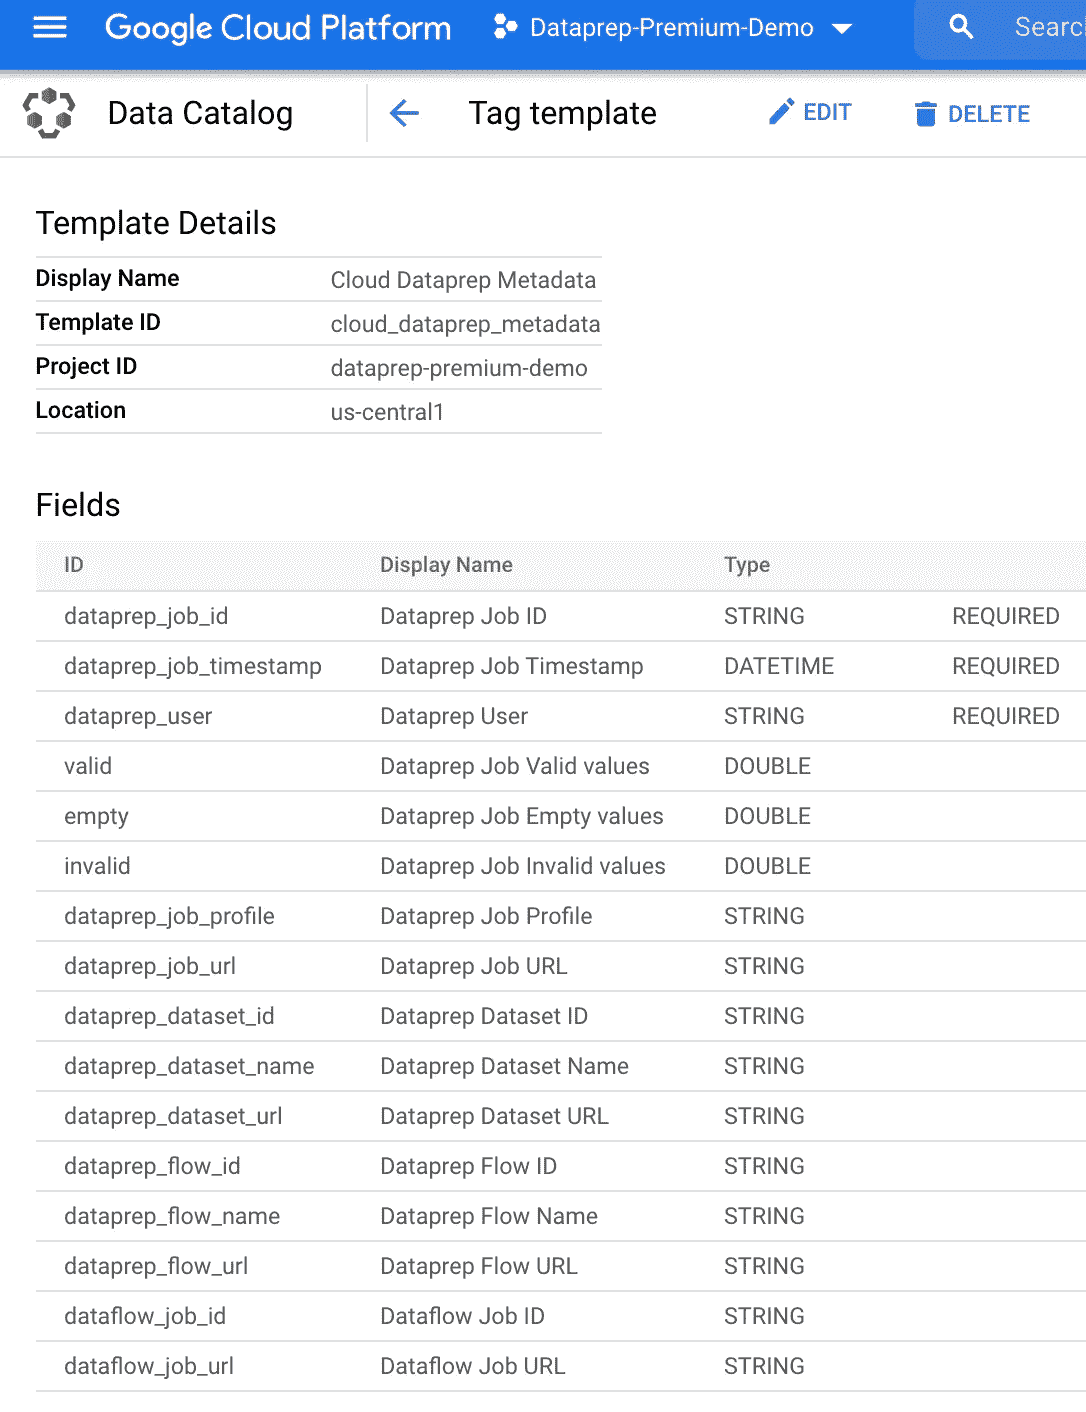 Google Cloud Platform Dataprep-Premium-Demo
Data Catalog Tag template EDIT DELETE
Template Details
Display Name Cloud Dataprep Metadata
Template ID cloud_dataprep_metadata
Project ID dataprep-premium-demo
Location us-central1
Fields
ID Display Name Type
dataprep_job_id Dataprep Job ID STRING REQUIRED
dataprep_job_timestamp Dataprep Job Timestamp DATETIME REQUIRED
dataprep_user Dataprep User STRING REQUIRED
valid Dataprep Job Valid values DOUBLE
empty Dataprep Job Empty values DOUBLE
invalid Dataprep Job Invalid values DOUBLE
dataprep_job_profile Dataprep Job Profile STRING
dataprep_job_url Dataprep Job URL STRING
dataprep_dataset_id Dataprep Dataset ID STRING
dataprep_dataset_name Dataprep Dataset Name STRING
dataprep_dataset_url Dataprep Dataset URL STRING
dataprep_flow_id Dataprep Flow ID STRING
dataprep_flow_name Dataprep Flow Name STRING
dataprep_flow_url Dataprep Flow URL STRING
dataflow_job_id Dataflow Job ID STRING
dataflow_job_url Dataflow Job URL STRING